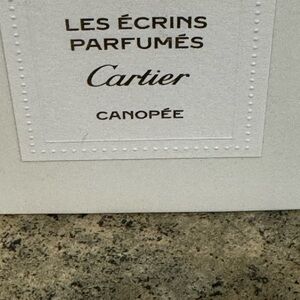 LES ÉCRINS
PARFUMÉS
Cartier
CANOPÉE